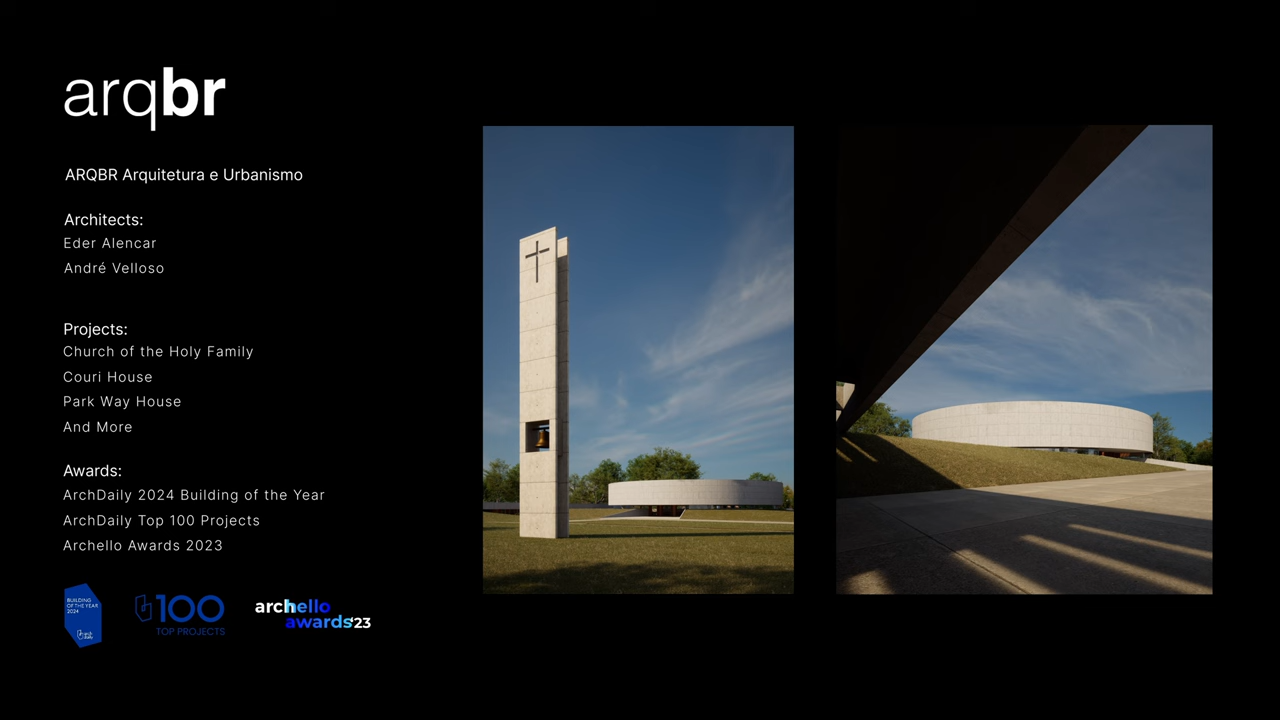 arqbr
ARQBR Arquitetura e Urbanismo
Architects:
Eder Alencar
André Velloso
Projects:
Church of the Holy Family
Couri House
Park Way House
And More
Awards:
ArchDaily 2024 Building of the Year
ArchDaily Top 100 Projects
Archello Awards 2023
BUILDING
OF THE YEAR
2024
100
TOP PROJECTS
archello
awards'23